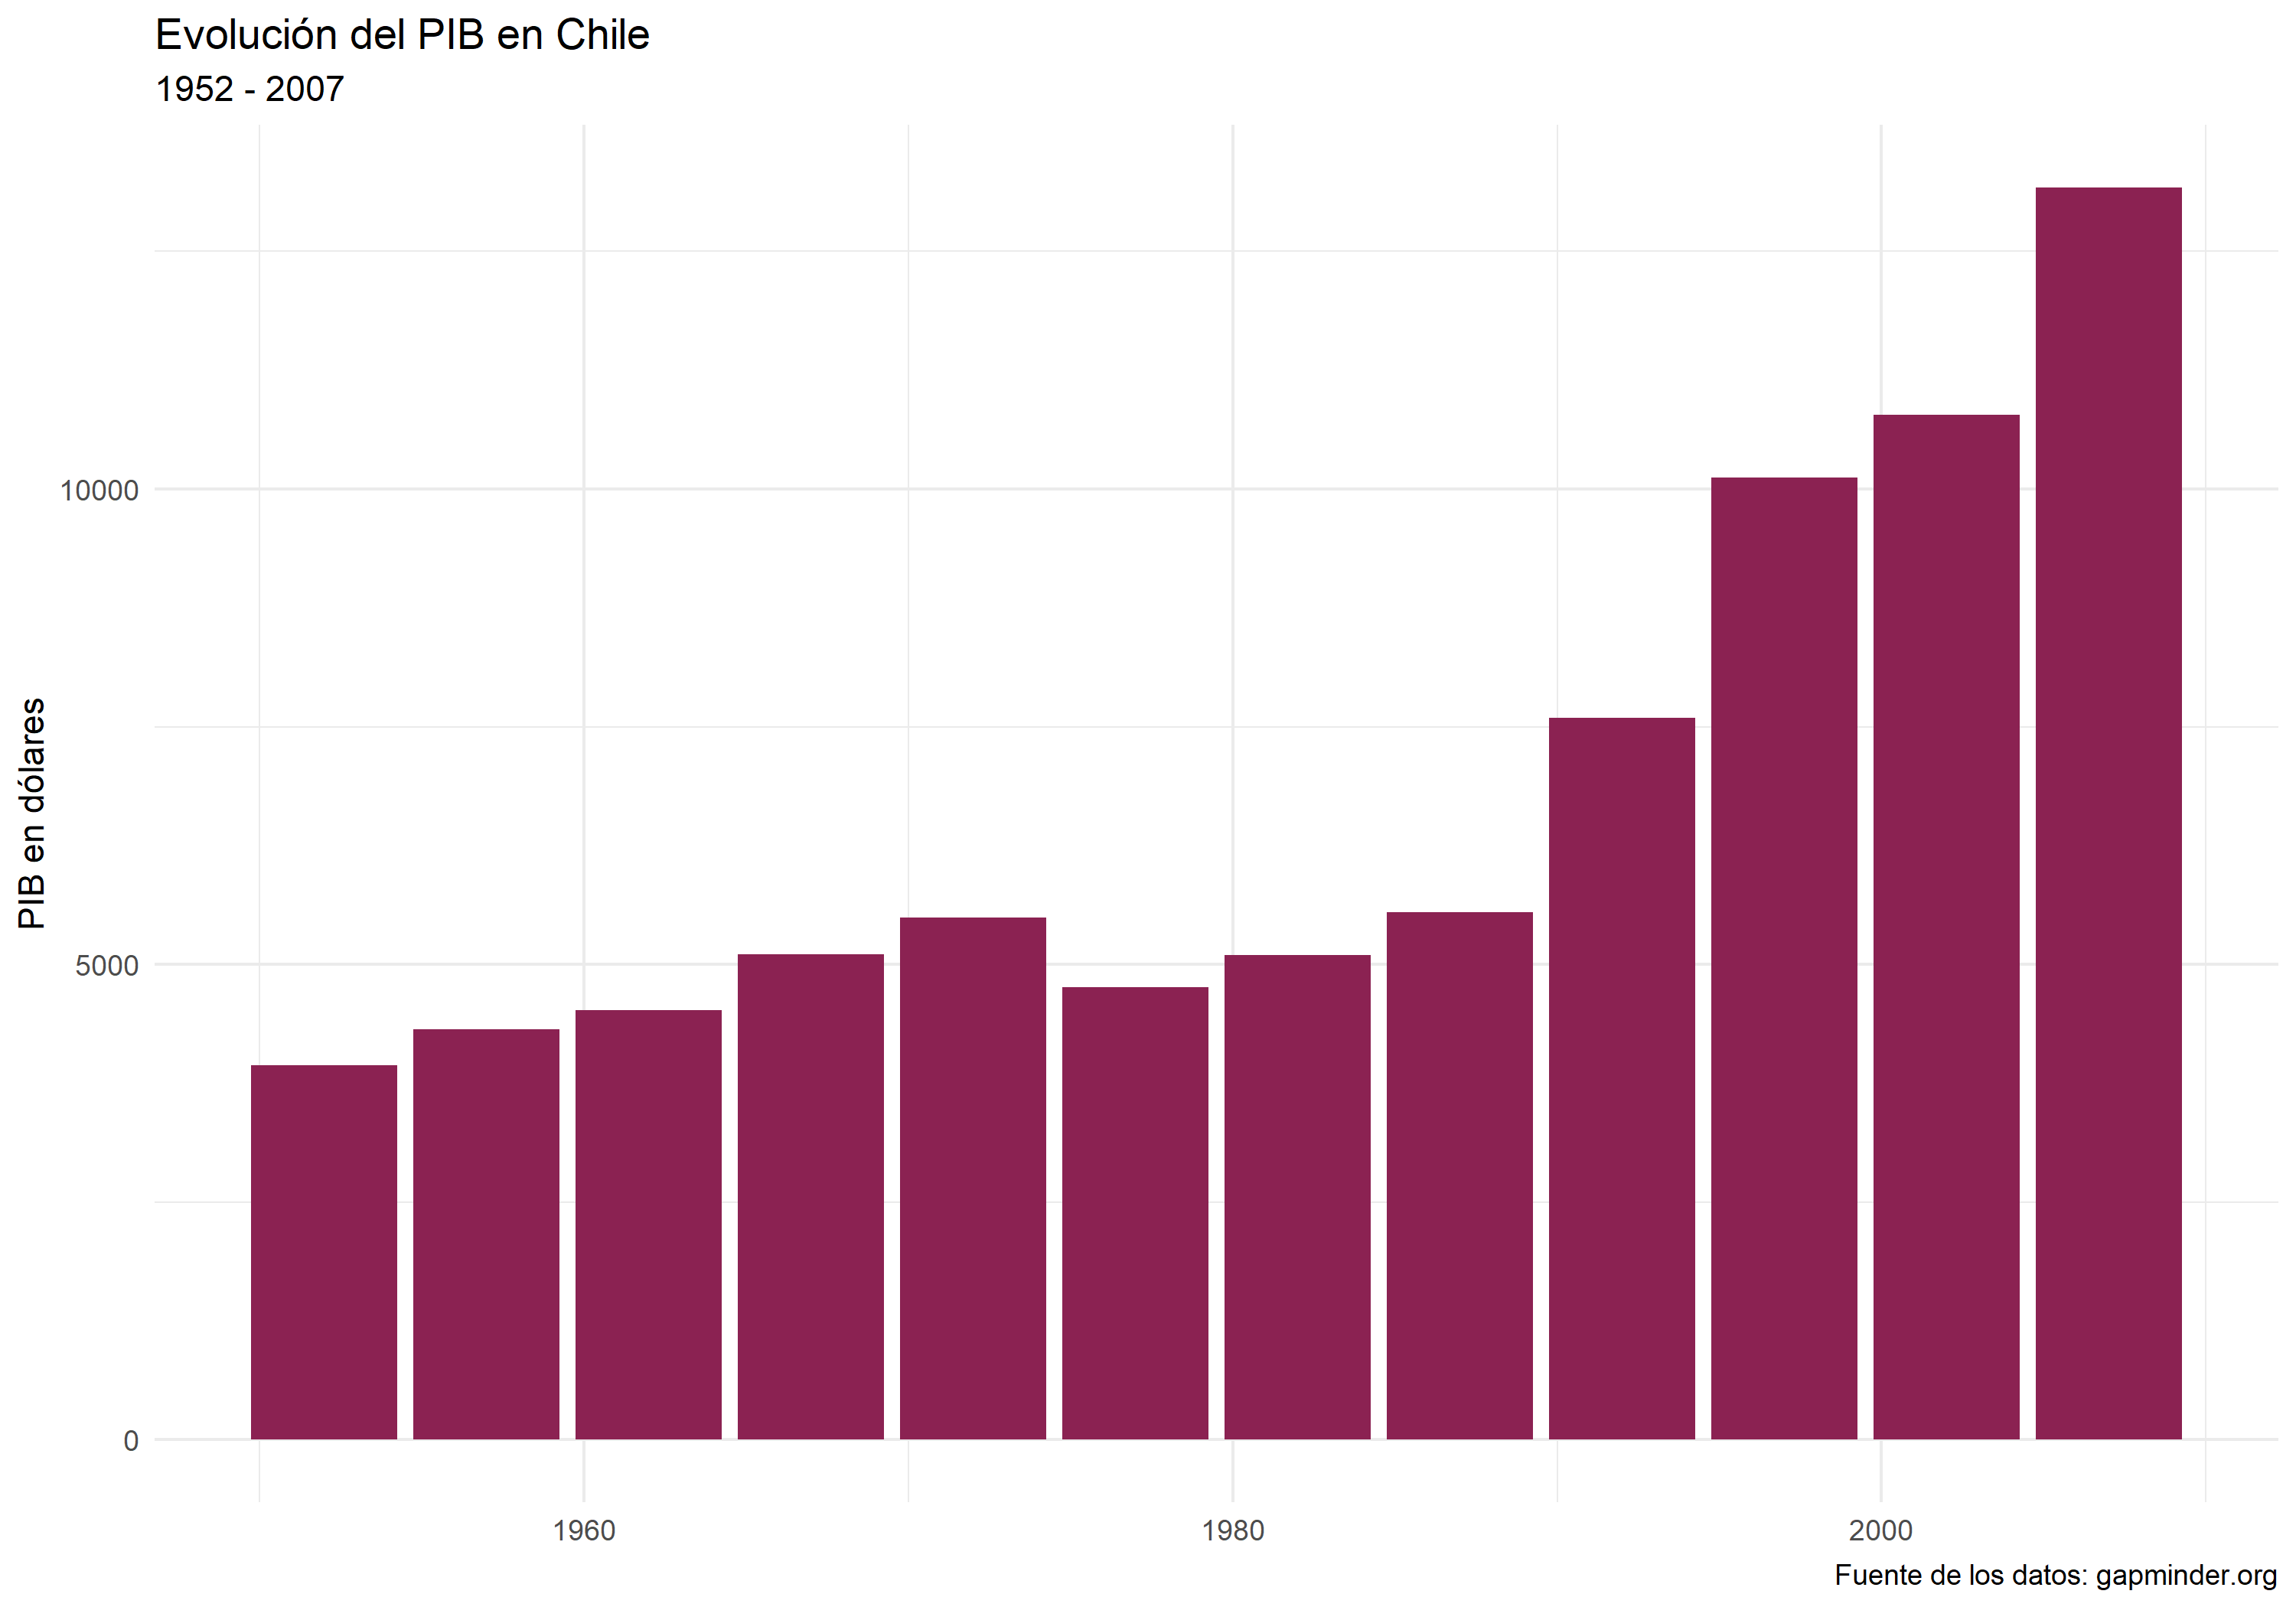 Evolución del PIB en Chile
1952 - 2007
PIB en dólares
10000
5000
0
1960
1980
2000
Fuente de los datos: gapminder.org